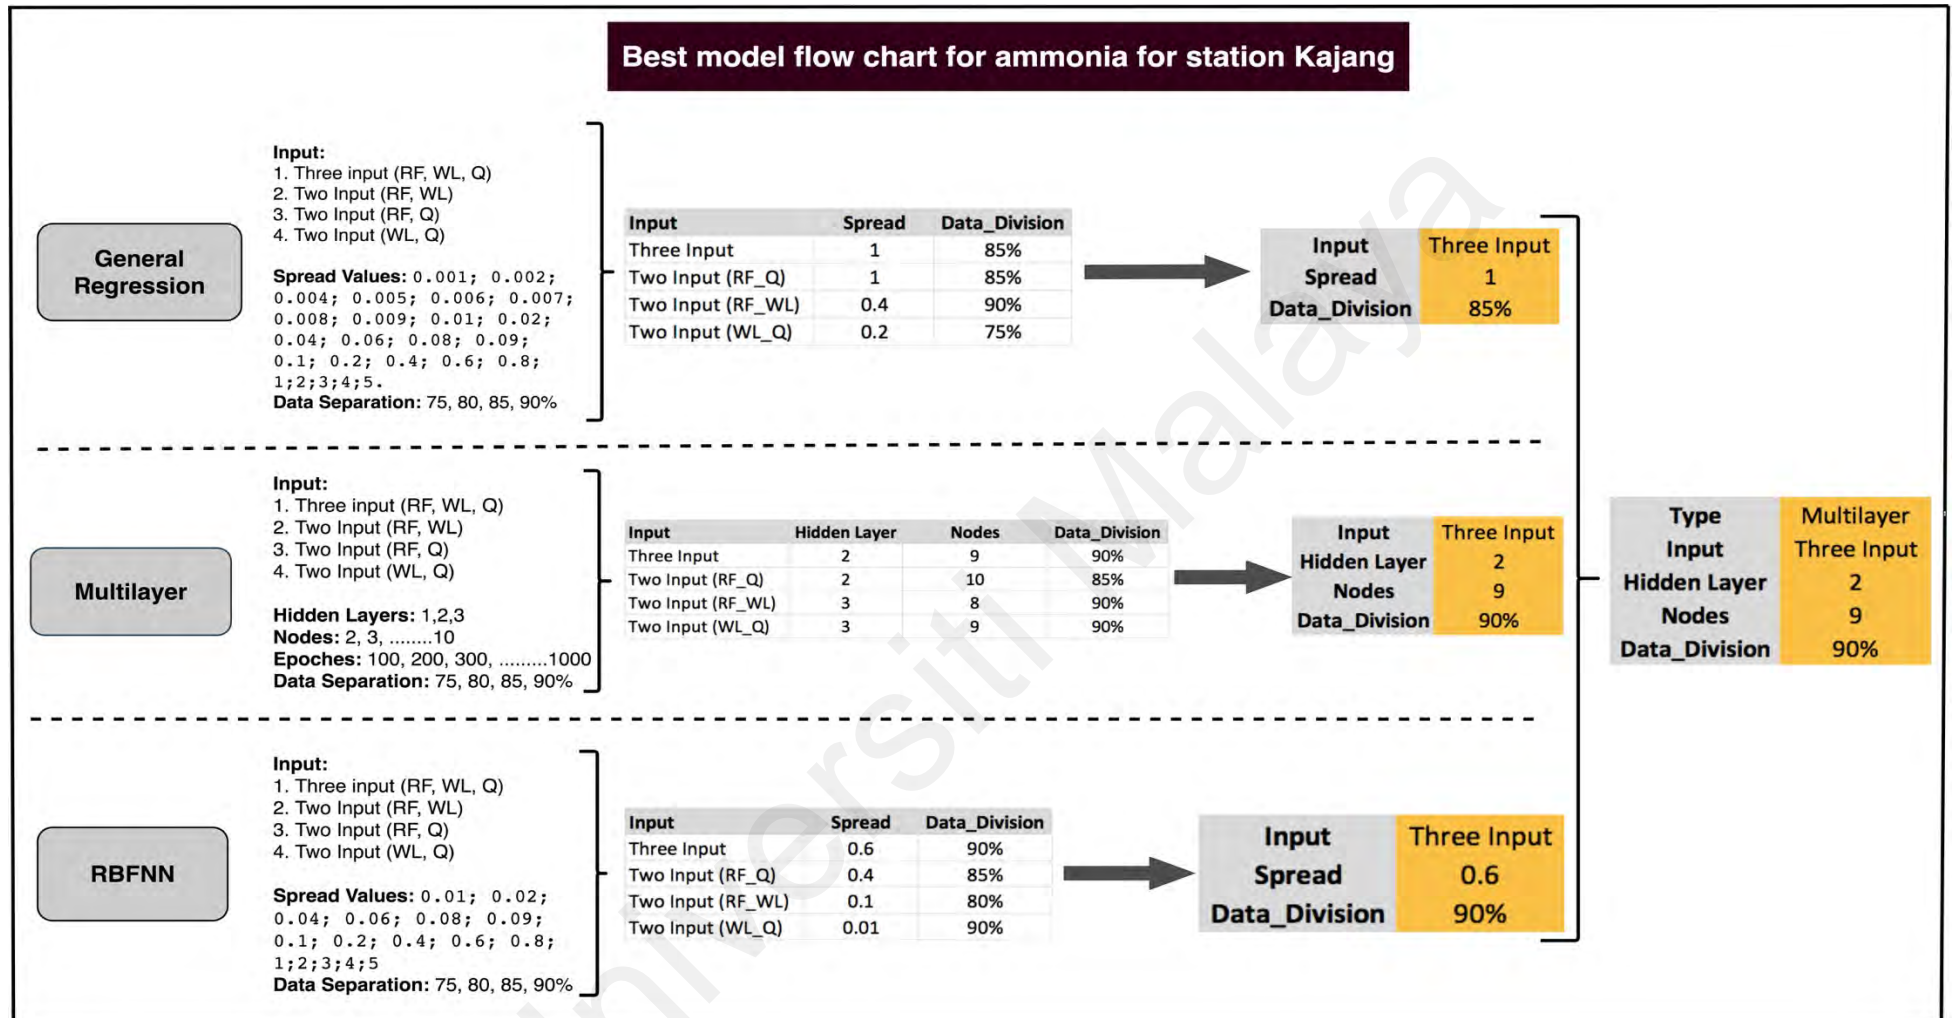 Best model flow chart for ammonia for station Kajang
General
Regression
Input:
1. Three input (RF, WL, Q)
2. Two Input (RF, WL)
3. Two Input (RF, Q)
4. Two Input (WL, Q)
Spread Values: 0.001; 0.002;
0.004; 0.005; 0.006; 0.007;
0.008; 0.009; 0.01; 0.02;
0.04; 0.06; 0.08; 0.09;
0.1; 0.2; 0.4; 0.6; 0.8;
1;2;3;4;5.
Data Separation: 75, 80, 85, 90%
Input Spread Data_Division
Three Input 1 85%
Two Input (RF_Q) 1 85%
Two Input (RF_WL) 0.4 90%
Two Input (WL_Q) 0.2 75%
Input Three Input
Spread 1
Data_Division 85%
Multilayer
Input:
1. Three input (RF, WL, Q)
2. Two Input (RF, WL)
3. Two Input (RF, Q)
4. Two Input (WL, Q)
Hidden Layers: 1,2,3
Nodes: 2, 3, ........10
Epoches: 100, 200, 300, .........1000
Data Separation: 75, 80, 85, 90%
Input Hidden Layer Nodes Data_Division
Three Input 2 9 90%
Two Input (RF_Q) 2 10 85%
Two Input (RF_WL) 3 8 90%
Two Input (WL_Q) 3 9 90%
Input Three Input
Hidden Layer 2
Nodes 9
Data_Division 90%
Type Multilayer
Input Three Input
Hidden Layer 2
Nodes 9
Data_Division 90%
RBFNN
Input:
1. Three input (RF, WL, Q)
2. Two Input (RF, WL)
3. Two Input (RF, Q)
4. Two Input (WL, Q)
Spread Values: 0.01; 0.02;
0.04; 0.06; 0.08; 0.09;
0.1; 0.2; 0.4; 0.6; 0.8;
1;2;3;4;5
Data Separation: 75, 80, 85, 90%
Input Spread Data_Division
Three Input 0.6 90%
Two Input (RF_Q) 0.4 85%
Two Input (RF_WL) 0.1 80%
Two Input (WL_Q) 0.01 90%
Input Three Input
Spread 0.6
Data_Division 90%
niversiti Malaya